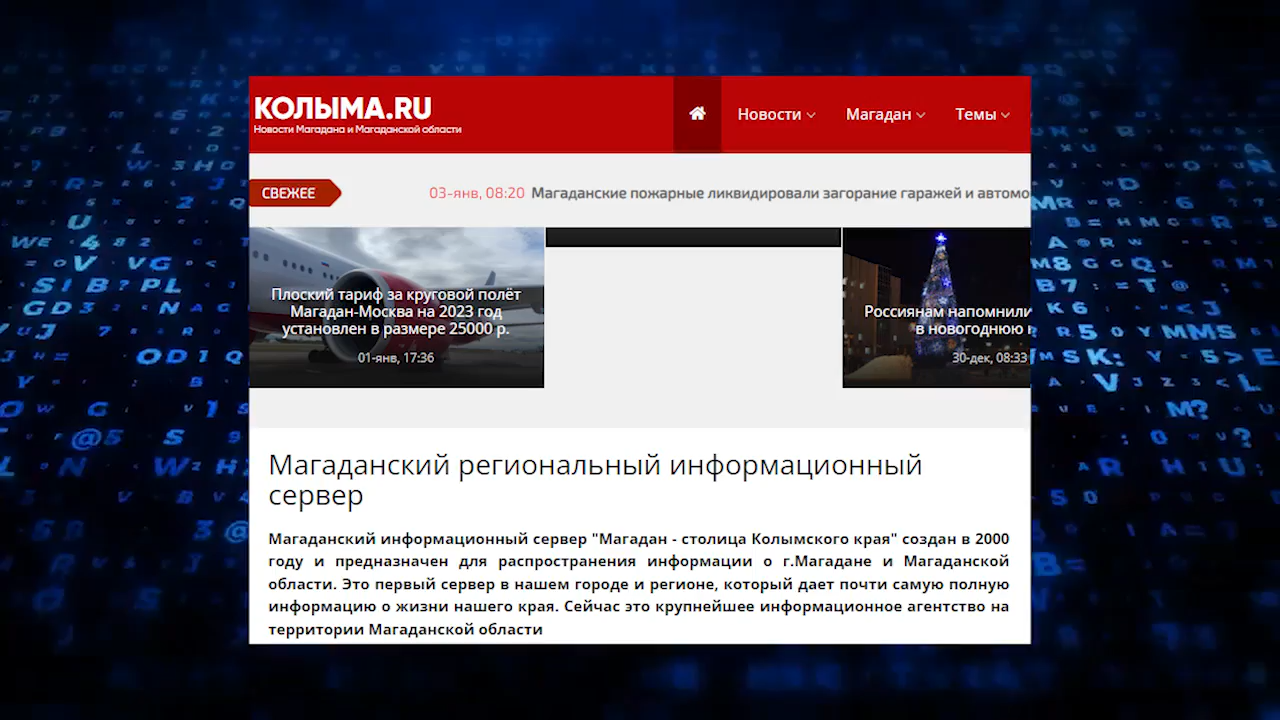 КОЛЫМА.RU
Новости Магадана и Магаданской области
Новости
Магадан
Темы
СВЕЖЕЕ
03-янв, 08:20 Магаданские пожарные ликвидировали загорание гаражей и автомо
Плоский тариф за круговой полёт
Магадан-Москва на 2023 год
установлен в размере 25000 р.
01-янв, 17:36
Россиянам напомнили
в новогоднюю
30-дек, 08:33
Магаданский региональный информационный
сервер
Магаданский информационный сервер "Магадан - столица Колымского края" создан в 2000
году и предназначен для распространения информации о г.Магадане и Магаданской
области. Это первый сервер в нашем городе и регионе, который дает почти самую полную
информацию о жизни нашего края. Сейчас это крупнейшее информационное агентство на
территории Магаданской области